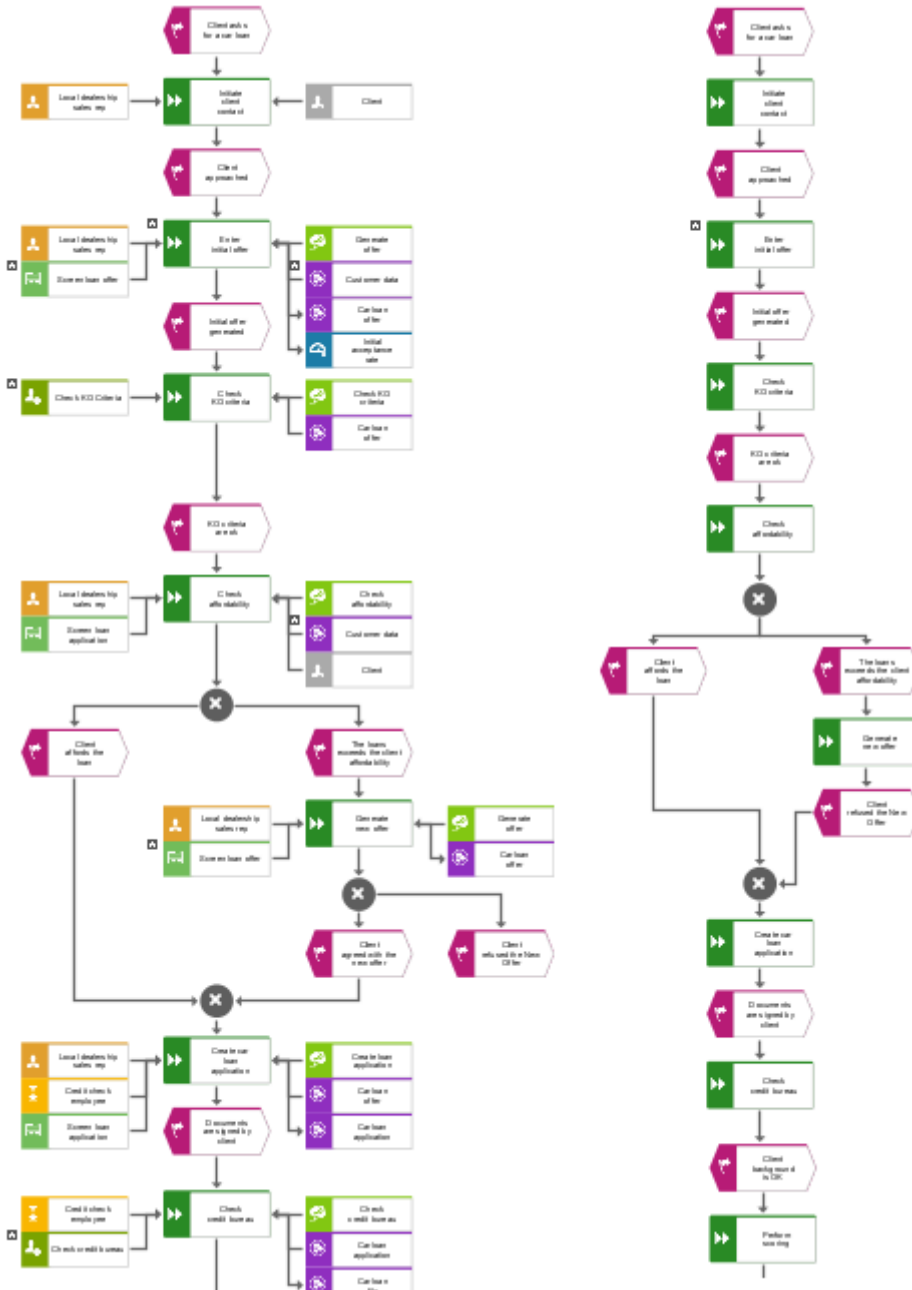 Client asks
for a car loan
Local dealership
sales rep
Initiate
client
contact
Client
Client
approached
Local dealership
sales rep
Screen loan offer
Enter
initial offer
Generate
offer
Customer data
Car loan
offer
Initial
acceptance
rate
Initial offer
generated
Check KO Criteria
Check
KO criteria
Check KO
criteria
Car loan
offer
KO criteria
are ok
Local dealership
sales rep
Screen loan
application
Check
affordability
Check
affordability
Customer data
Client
Client
affords the
loan
The loans
exceeds the client
affordability
Local dealership
sales rep
Screen loan offer
Generate
new offer
Generate
offer
Car loan
offer
Client
agreed with the
new offer
Client
refused the New
Offer
Local dealership
sales rep
Credit check
employee
Screen loan
application
Create car
loan
application
Create loan
application
Car loan
offer
Car loan
application
Documents
are signed by
client
Credit check
employee
Check credit bureau
Check
credit bureau
Check
credit bureau
Car loan
application
Car loan
Client asks
for a car loan
Initiate
client
contact
Client
approached
Enter
initial offer
Initial offer
generated
Check
KO criteria
KO criteria
are ok
Check
affordability
Client
affords the
loan
The loans
exceeds the client
affordability
Generate
new offer
Client
refused the New
Offer
Create car
loan
application
Documents
are signed by
client
Check
credit bureau
Client
background
is OK
Perform
scoring